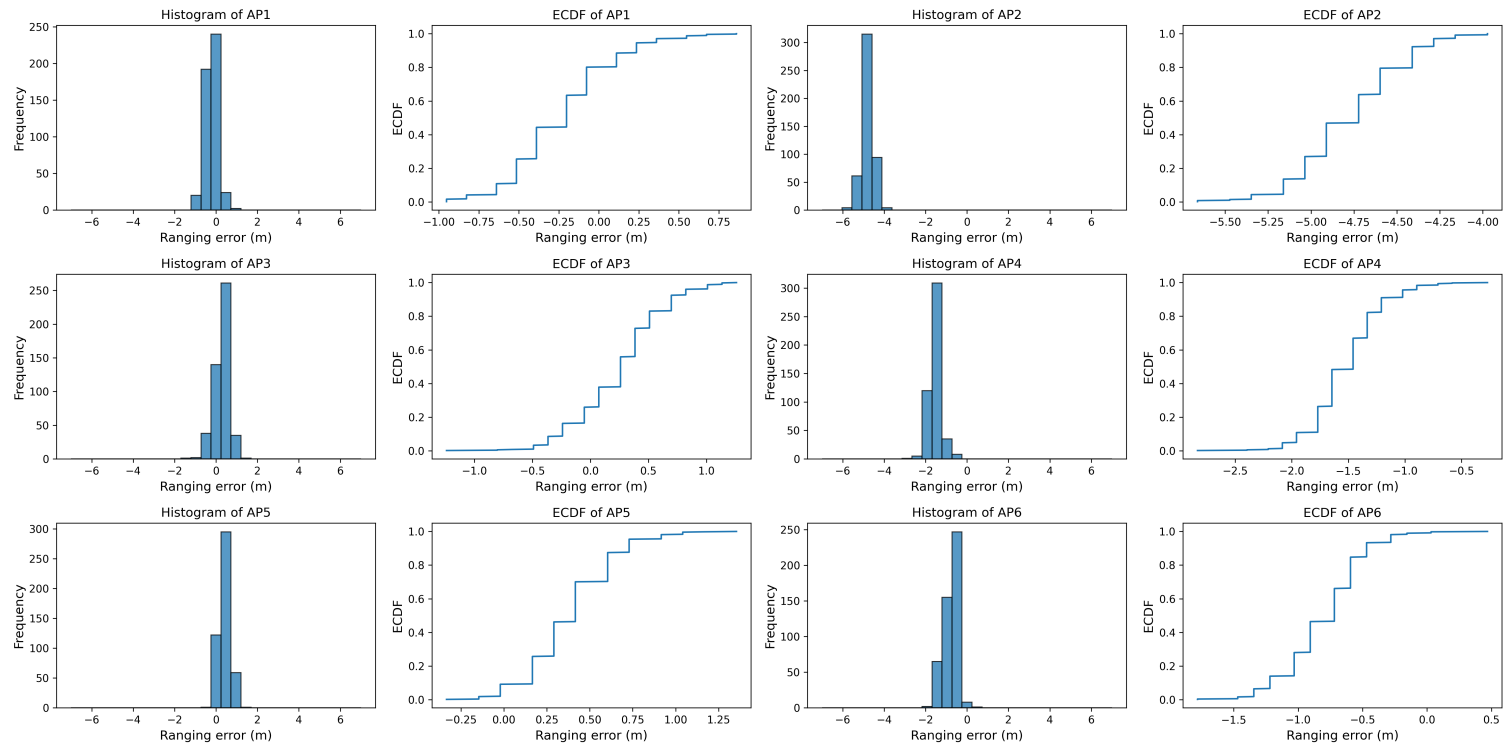 Histogram of AP1
Frequency
250
200
150
100
50
0
−6 −4 −2 0 2 4 6
Ranging error (m)
ECDF of AP1
ECDF
1.0
0.8
0.6
0.4
0.2
0.0
−1.00 −0.75 −0.50 −0.25 0.00 0.25 0.50 0.75
Ranging error (m)
Histogram of AP2
Frequency
300
250
200
150
100
50
0
−6 −4 −2 0 2 4 6
Ranging error (m)
ECDF of AP2
ECDF
1.0
0.8
0.6
0.4
0.2
0.0
−5.50 −5.25 −5.00 −4.75 −4.50 −4.25 −4.00
Ranging error (m)
Histogram of AP3
Frequency
250
200
150
100
50
0
−6 −4 −2 0 2 4 6
Ranging error (m)
ECDF of AP3
ECDF
1.0
0.8
0.6
0.4
0.2
0.0
−1.0 −0.5 0.0 0.5 1.0
Ranging error (m)
Histogram of AP4
Frequency
300
250
200
150
100
50
0
−6 −4 −2 0 2 4 6
Ranging error (m)
ECDF of AP4
ECDF
1.0
0.8
0.6
0.4
0.2
0.0
−2.5 −2.0 −1.5 −1.0 −0.5
Ranging error (m)
Histogram of AP5
Frequency
300
250
200
150
100
50
0
−6 −4 −2 0 2 4 6
Ranging error (m)
ECDF of AP5
ECDF
1.0
0.8
0.6
0.4
0.2
0.0
−0.25 0.00 0.25 0.50 0.75 1.00 1.25
Ranging error (m)
Histogram of AP6
Frequency
250
200
150
100
50
0
−6 −4 −2 0 2 4 6
Ranging error (m)
ECDF of AP6
ECDF
1.0
0.8
0.6
0.4
0.2
0.0
−1.5 −1.0 −0.5 0.0 0.5
Ranging error (m)